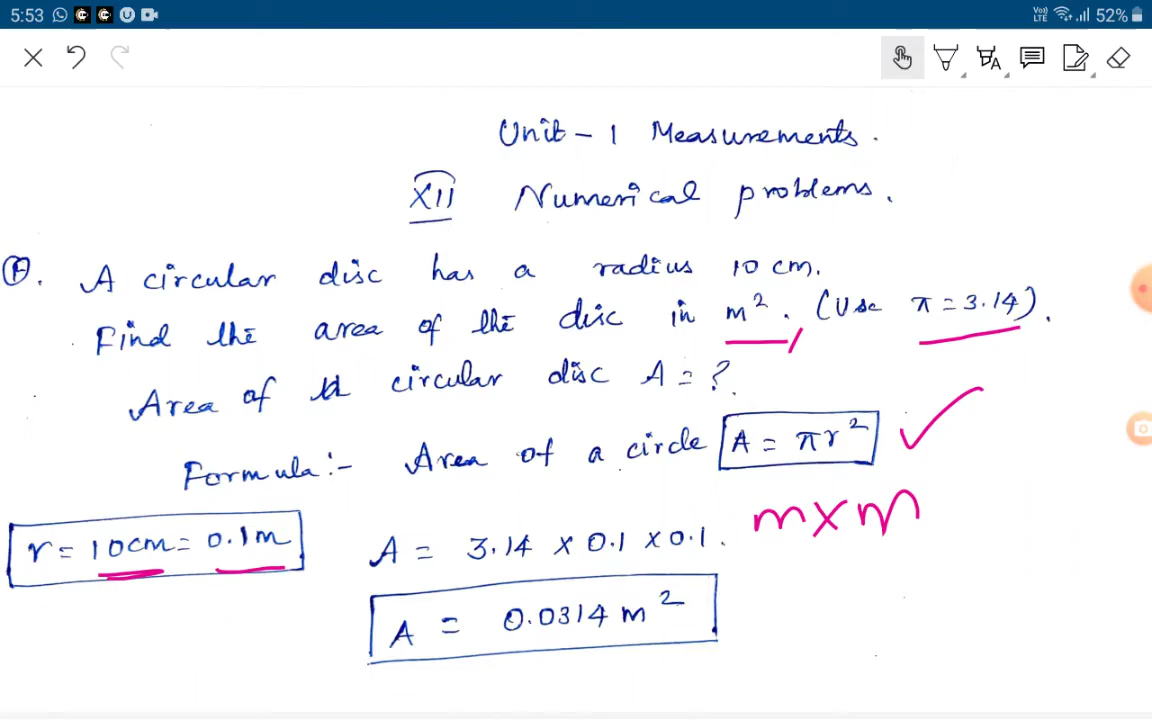 5:53
VoD LTE 52%
Unit - 1 Measurements.
XII Numerical problems.
A circular disc has a radius 10 cm.
Find the area of the disc in m². (Use π = 3.14).
Area of circular disc A = ?
Formula:- Area of a circle A = πr²
m×m
r = 10cm = 0.1m A = 3.14 × 0.1 × 0.1.
A = 0.0314 m²